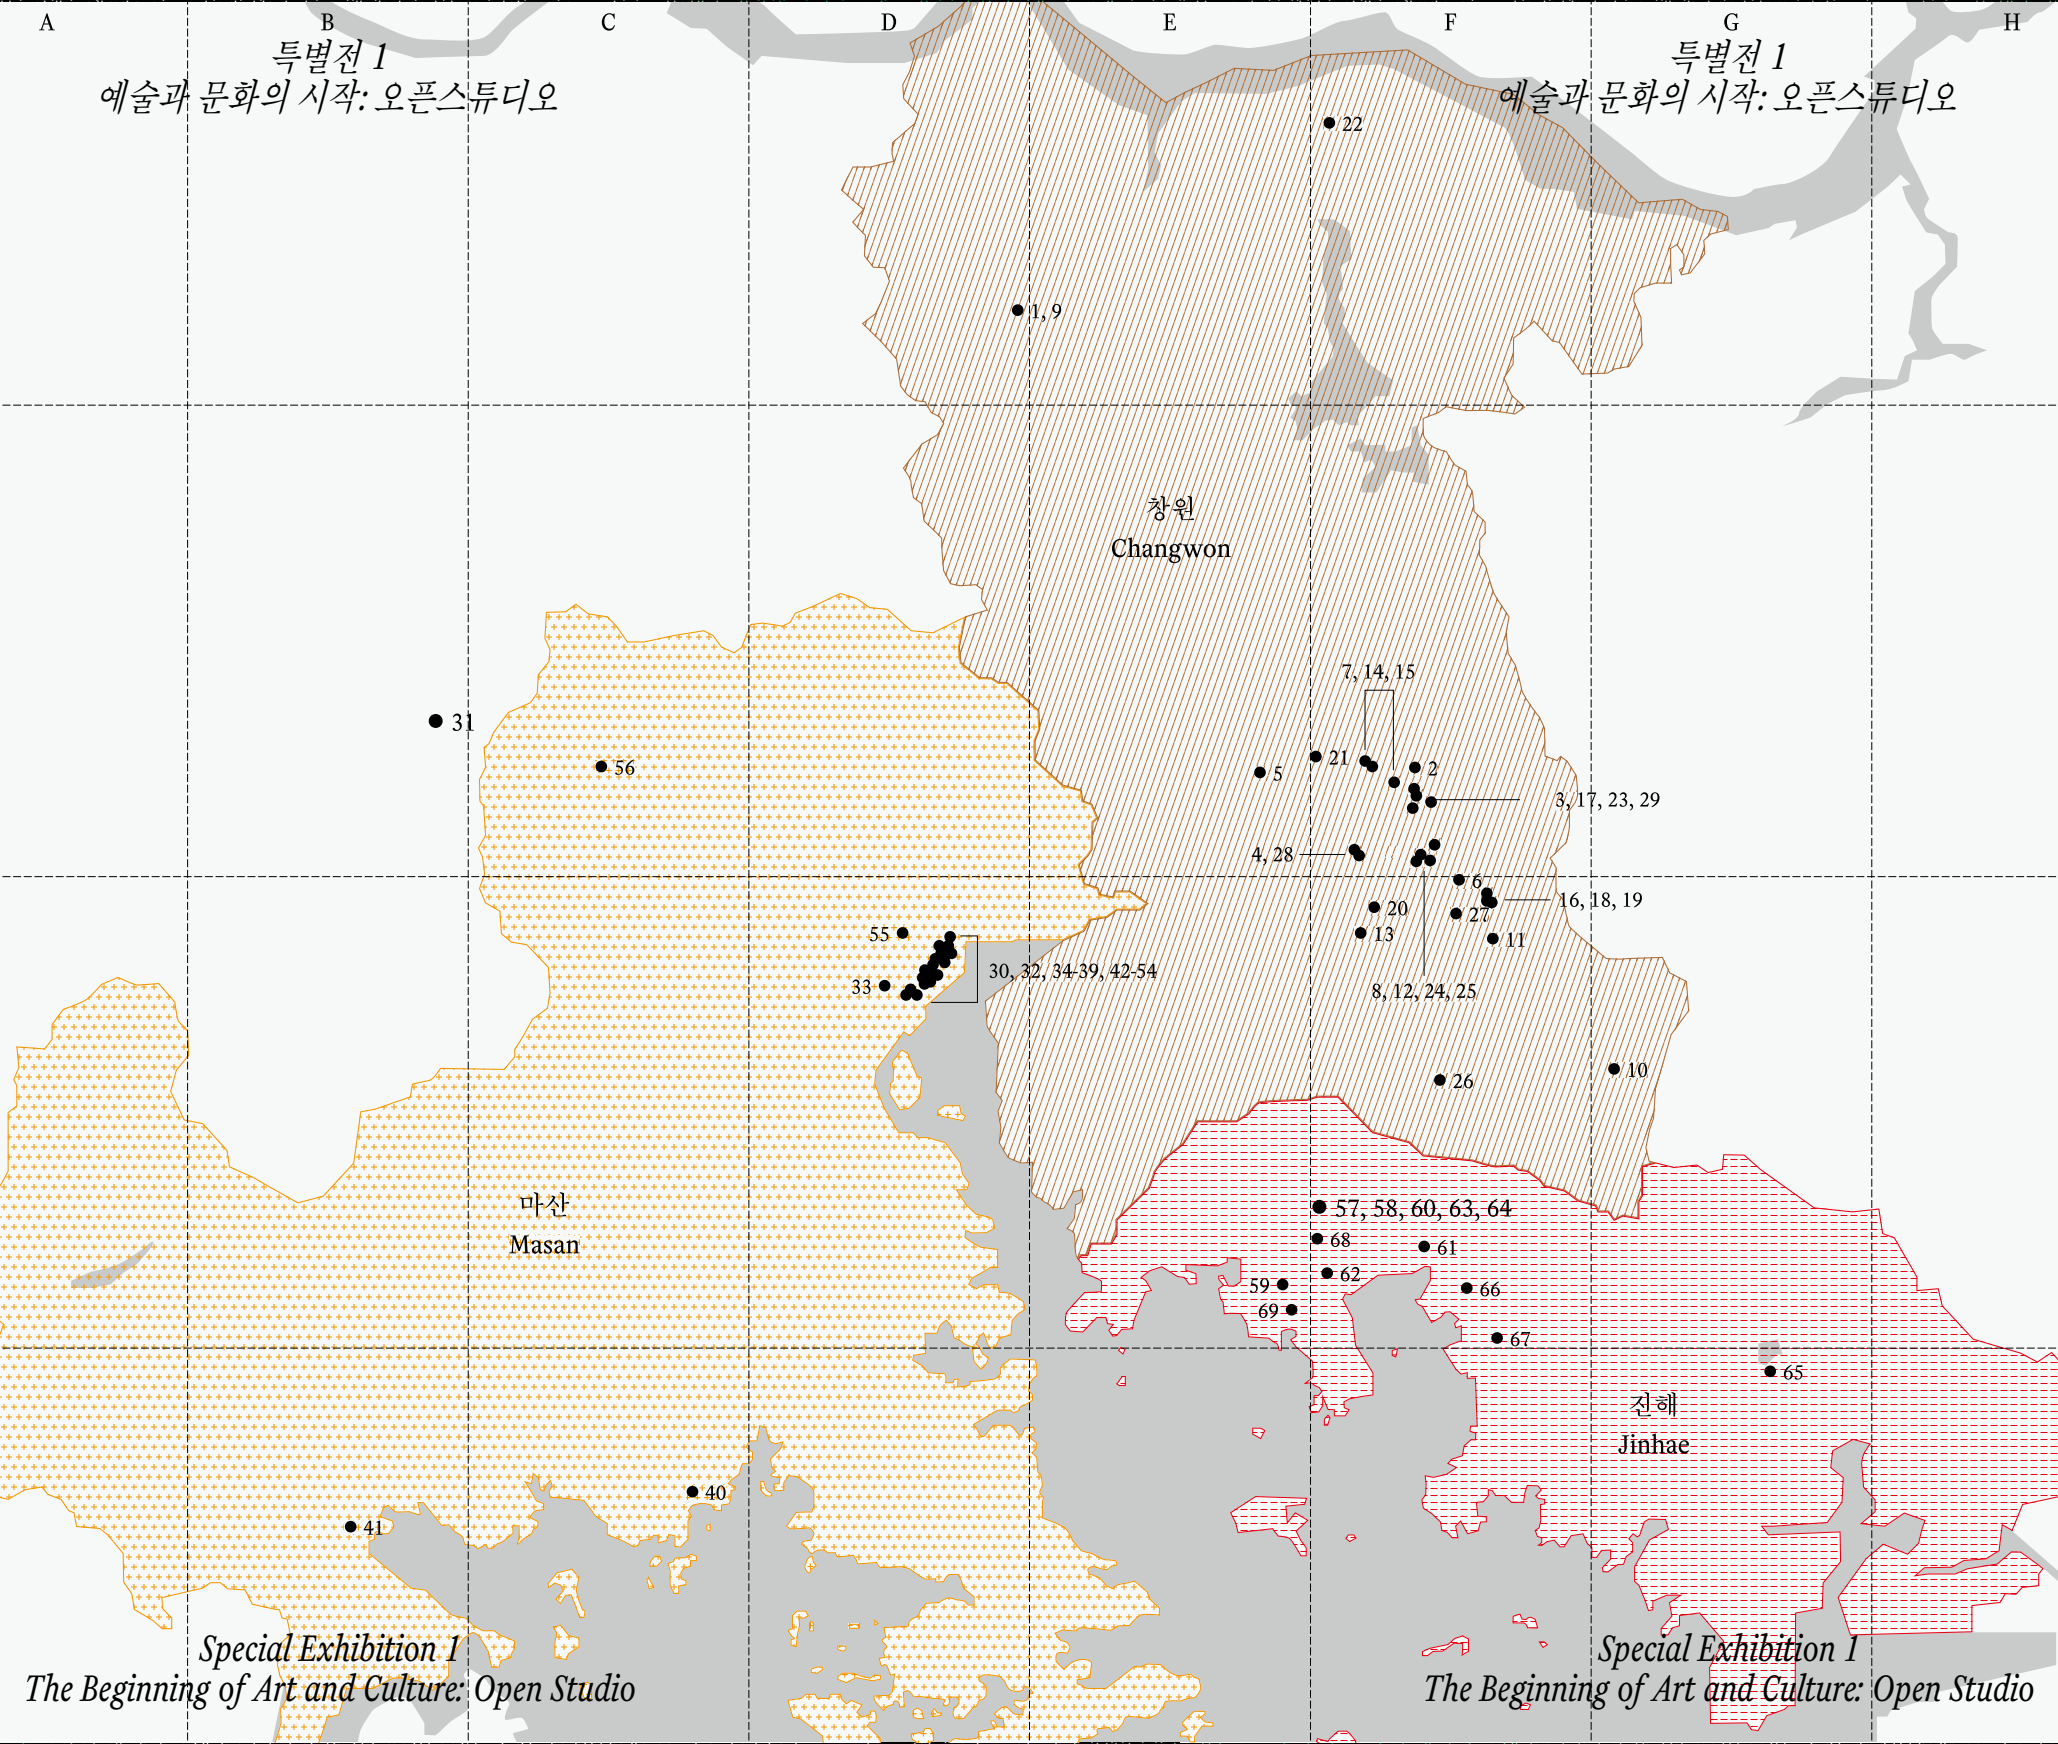 A B C D E F G H
특별전 1
예술과 문화의 시작: 오픈스튜디오
특별전 1
예술과 문화의 시작: 오픈스튜디오
22
1, 9
창원
Changwon
7, 14, 15
31
56
5
21
2
3, 17, 23, 29
4, 28
6
16, 18, 19
20
27
55
13
11
30, 32, 34-39, 42-54
33
8, 12, 24, 25
10
26
마산
Masan
57, 58, 60, 63, 64
68
61
62
59
66
69
67
65
진해
Jinhae
40
41
Special Exhibition 1
The Beginning of Art and Culture: Open Studio
Special Exhibition 1
The Beginning of Art and Culture: Open Studio